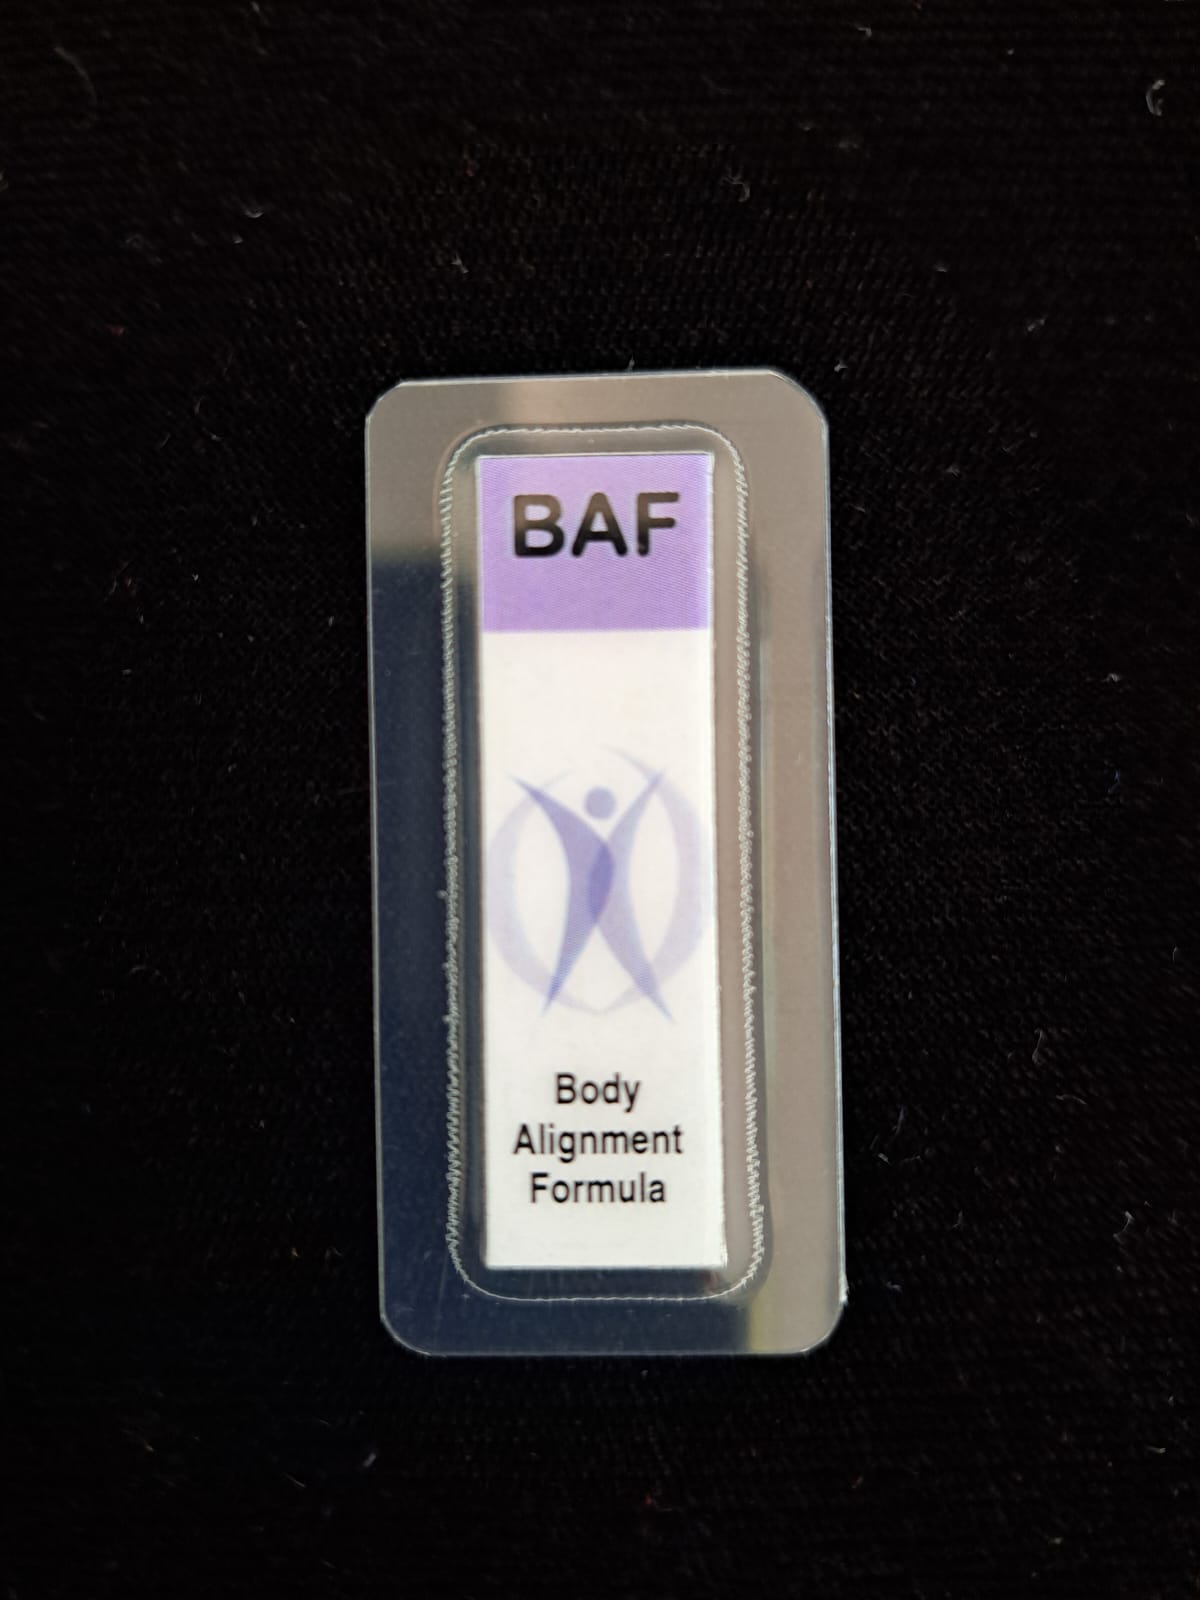 BAF
Body
Alignment
Formula